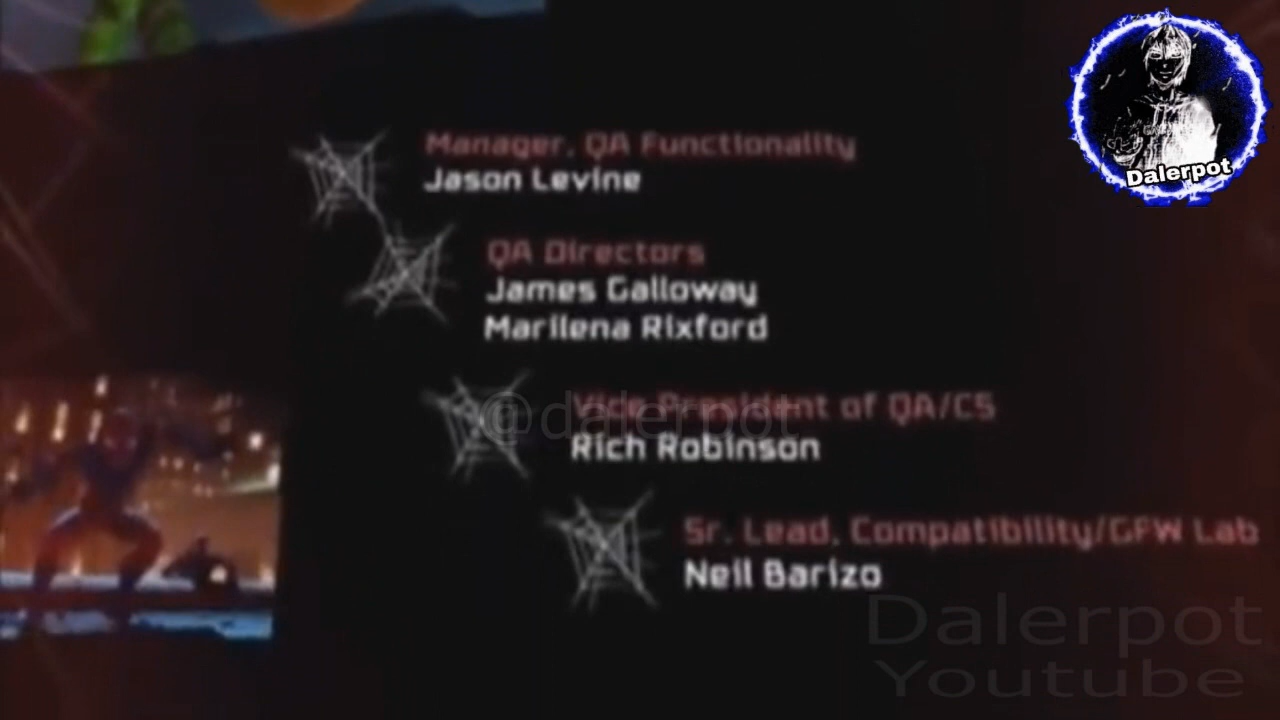 Dalerpot
Manager, QA Functionality
Jason Levine
QA Directors
James Galloway
Marilena Rixford
Vice President of QA/CS
@dalerpot
Rich Robinson
Sr. Lead, Compatibility/GFW Lab
Neil Barizo
Dalerpot
Youtube